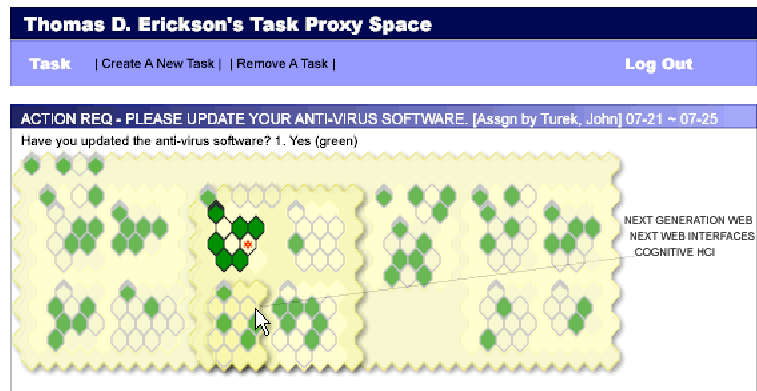 Thomas D. Erickson's Task Proxy Space
Task | Create A New Task | | Remove A Task | Log Out
ACTION REQ - PLEASE UPDATE YOUR ANTI-VIRUS SOFTWARE. [Assgn by Turek, John] 07-21 ~ 07-25
Have you updated the anti-virus software? 1. Yes (green)
NEXT GENERATION WEB
NEXT WEB INTERFACES
COGNITIVE HCI